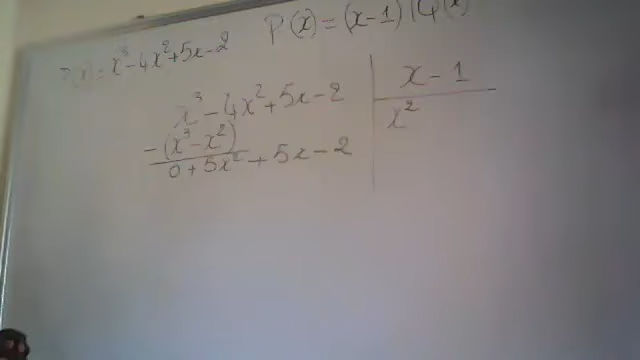 P(x)=x³-4x²+5x-2
P(x)=(x-1)(Q(x)
x³-4x²+5x-2
x-1
x²
-(x³-x²)
0+5x²+5x-2